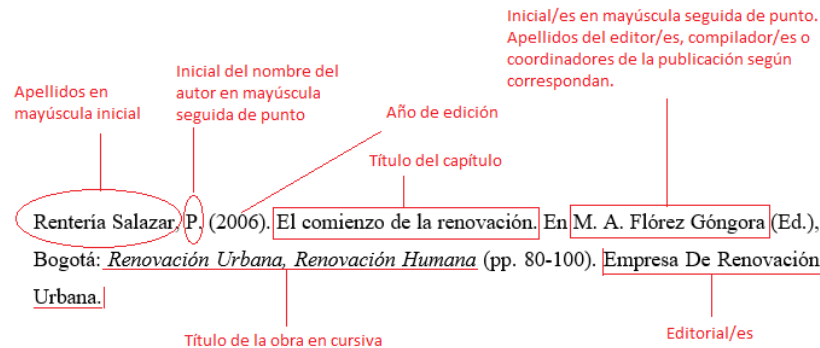 Inicial/es en mayúscula seguida de punto.
Apellidos del editor/es, compilador/es o
coordinadores de la publicación según
correspondan.
Inicial del nombre del
autor en mayúscula
seguida de punto
Apellidos en
mayúscula inicial
Año de edición
Título del capítulo
Rentería Salazar, P. (2006). El comienzo de la renovación. En M. A. Flórez Góngora (Ed.),
Bogotá: Renovación Urbana, Renovación Humana (pp. 80-100). Empresa De Renovación
Urbana.
Título de la obra en cursiva
Editorial/es